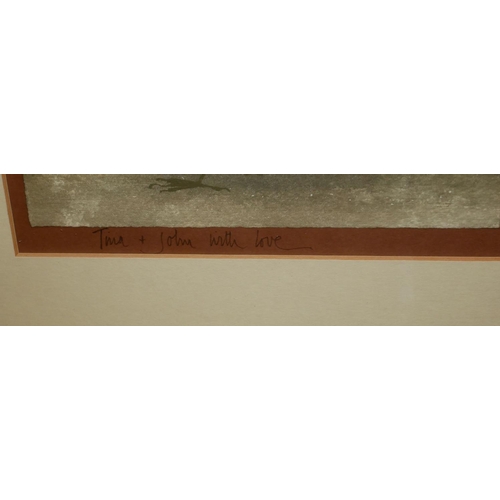 Tina + John with love